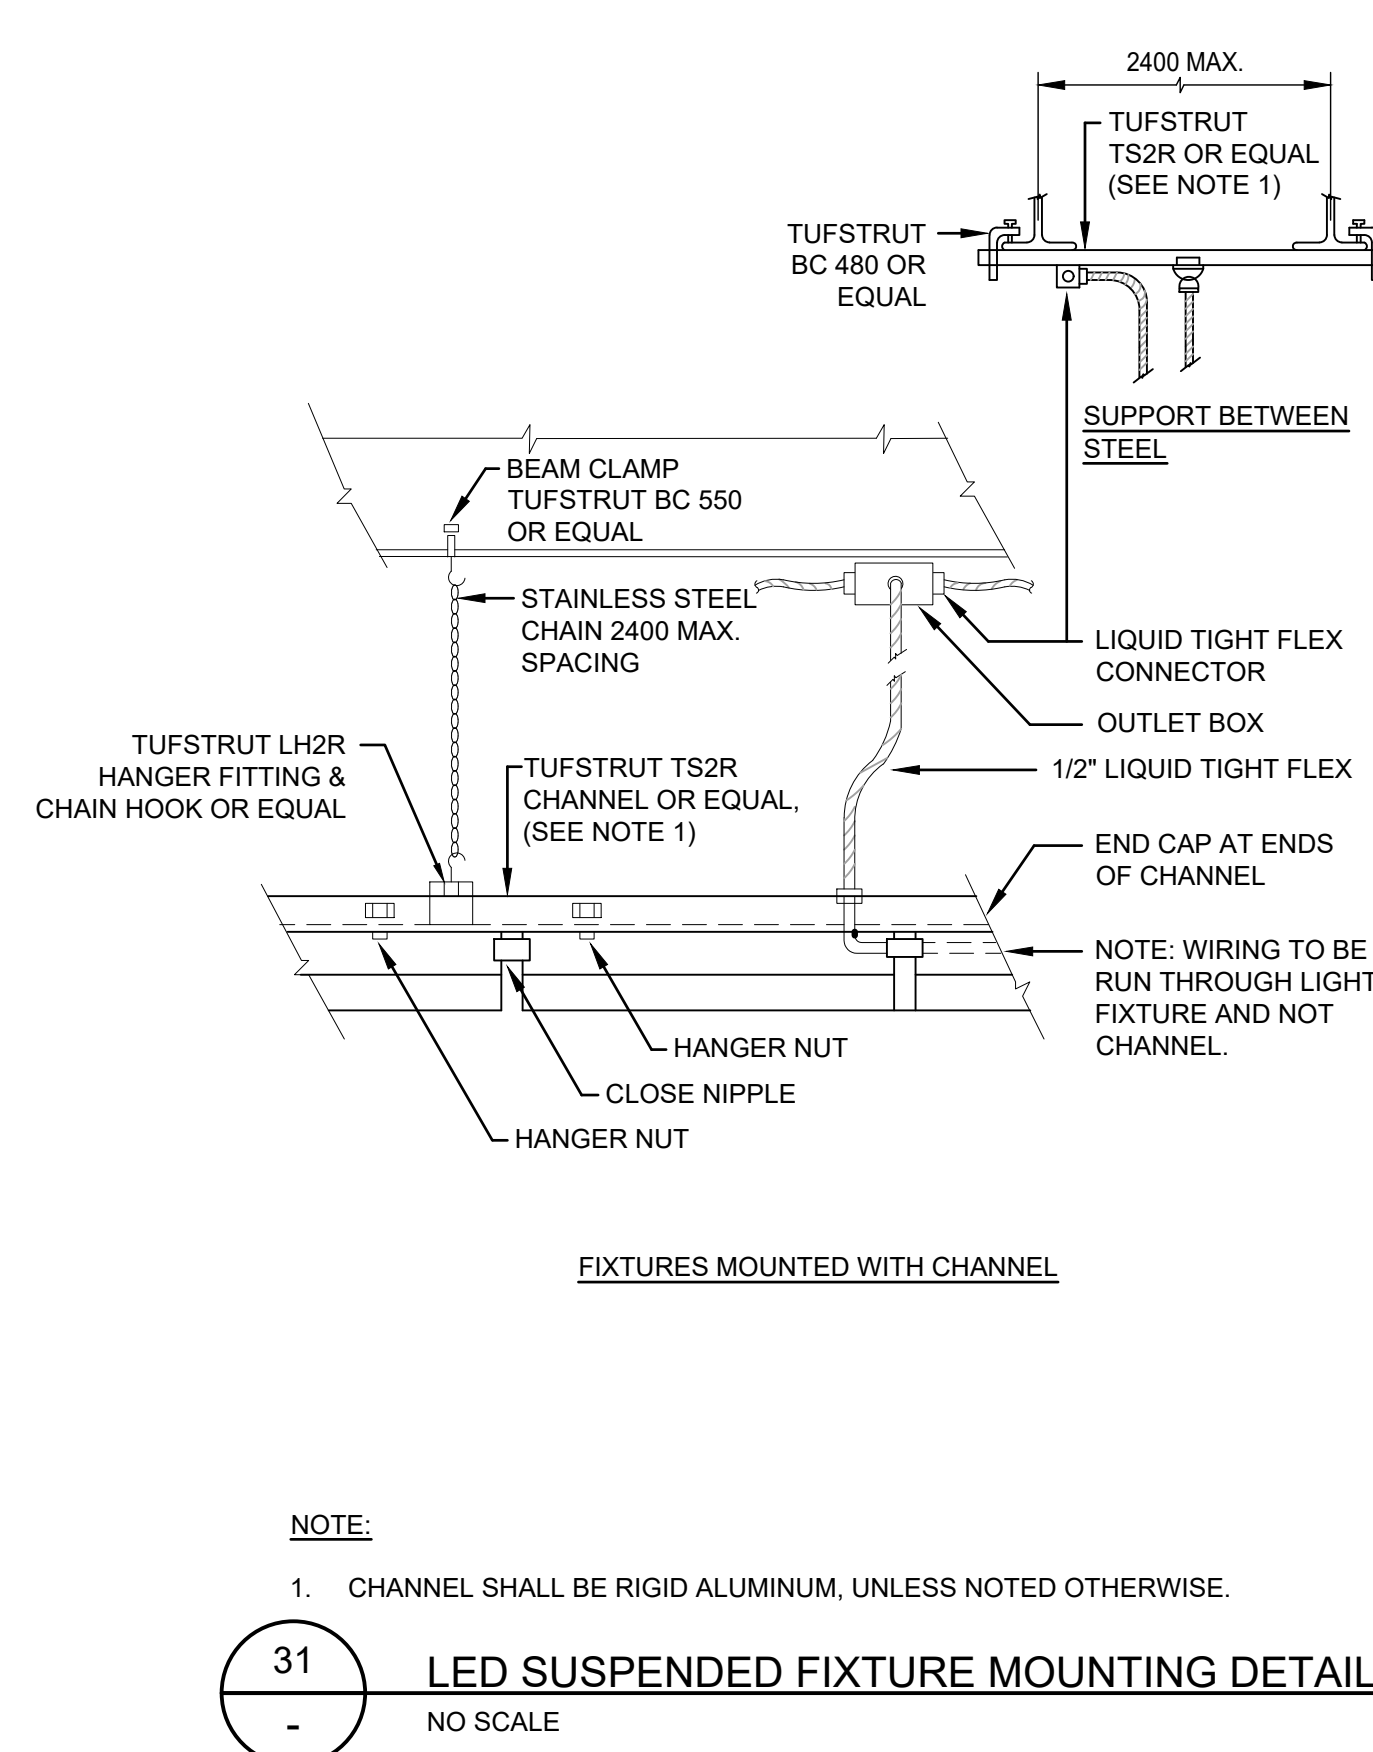 2400 MAX.
TUFSTRUT
TS2R OR EQUAL
(SEE NOTE 1)
TUFSTRUT
BC 480 OR
EQUAL
SUPPORT BETWEEN
STEEL
BEAM CLAMP
TUFSTRUT BC 550
OR EQUAL
STAINLESS STEEL
CHAIN 2400 MAX.
SPACING
LIQUID TIGHT FLEX
CONNECTOR
OUTLET BOX
1/2" LIQUID TIGHT FLEX
TUFSTRUT LH2R
HANGER FITTING &
CHAIN HOOK OR EQUAL
TUFSTRUT TS2R
CHANNEL OR EQUAL,
(SEE NOTE 1)
END CAP AT ENDS
OF CHANNEL
NOTE: WIRING TO BE
RUN THROUGH LIGHT
FIXTURE AND NOT
CHANNEL.
HANGER NUT
CLOSE NIPPLE
HANGER NUT
FIXTURES MOUNTED WITH CHANNEL
NOTE:
1. CHANNEL SHALL BE RIGID ALUMINUM, UNLESS NOTED OTHERWISE.
31
LED SUSPENDED FIXTURE MOUNTING DETAIL
-
NO SCALE